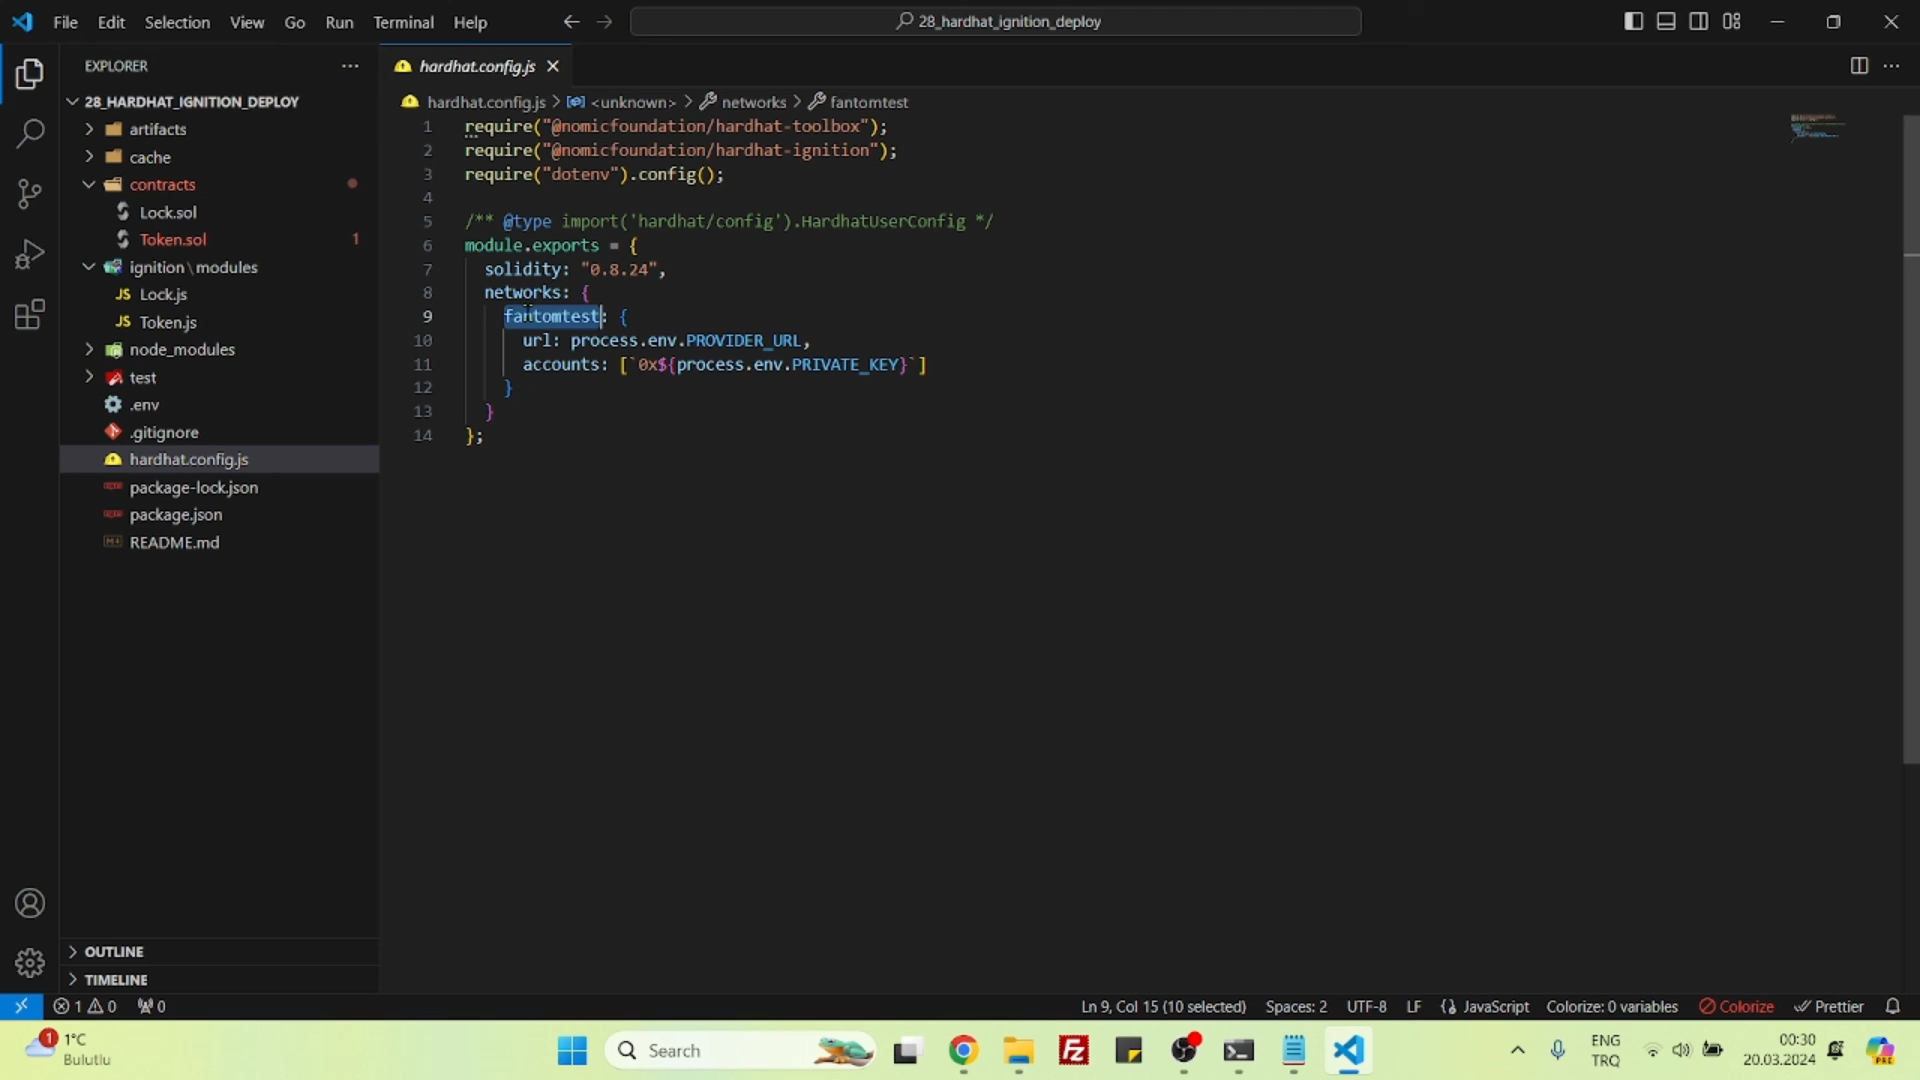 File Edit Selection View Go Run Terminal Help
28_hardhat_ignition_deploy
EXPLORER
28_HARDHAT_IGNITION_DEPLOY
artifacts
cache
contracts
Lock.sol
Token.sol 1
ignition\modules
JS Lock.js
JS Token.js
node_modules
test
.env
.gitignore
hardhat.config.js
package-lock.json
package.json
README.md
OUTLINE
TIMELINE
hardhat.config.js
hardhat.config.js > <unknown> > networks > fantomtest
1 require("@nomicfoundation/hardhat-toolbox");
2 require("@nomicfoundation/hardhat-ignition");
3 require("dotenv").config();
4
5 /** @type import('hardhat/config').HardhatUserConfig */
6 module.exports = {
7 solidity: "0.8.24",
8 networks: {
9 fantomtest: {
10 url: process.env.PROVIDER_URL,
11 accounts: [`0x${process.env.PRIVATE_KEY}`]
12 }
13 }
14 };
1 0 0
Ln 9, Col 15 (10 selected) Spaces: 2 UTF-8 LF {} JavaScript Colorize: 0 variables Colorize Prettier
1
1°C
Bulutlu
Search
ENG
TRQ
00:30
20.03.2024
PRE